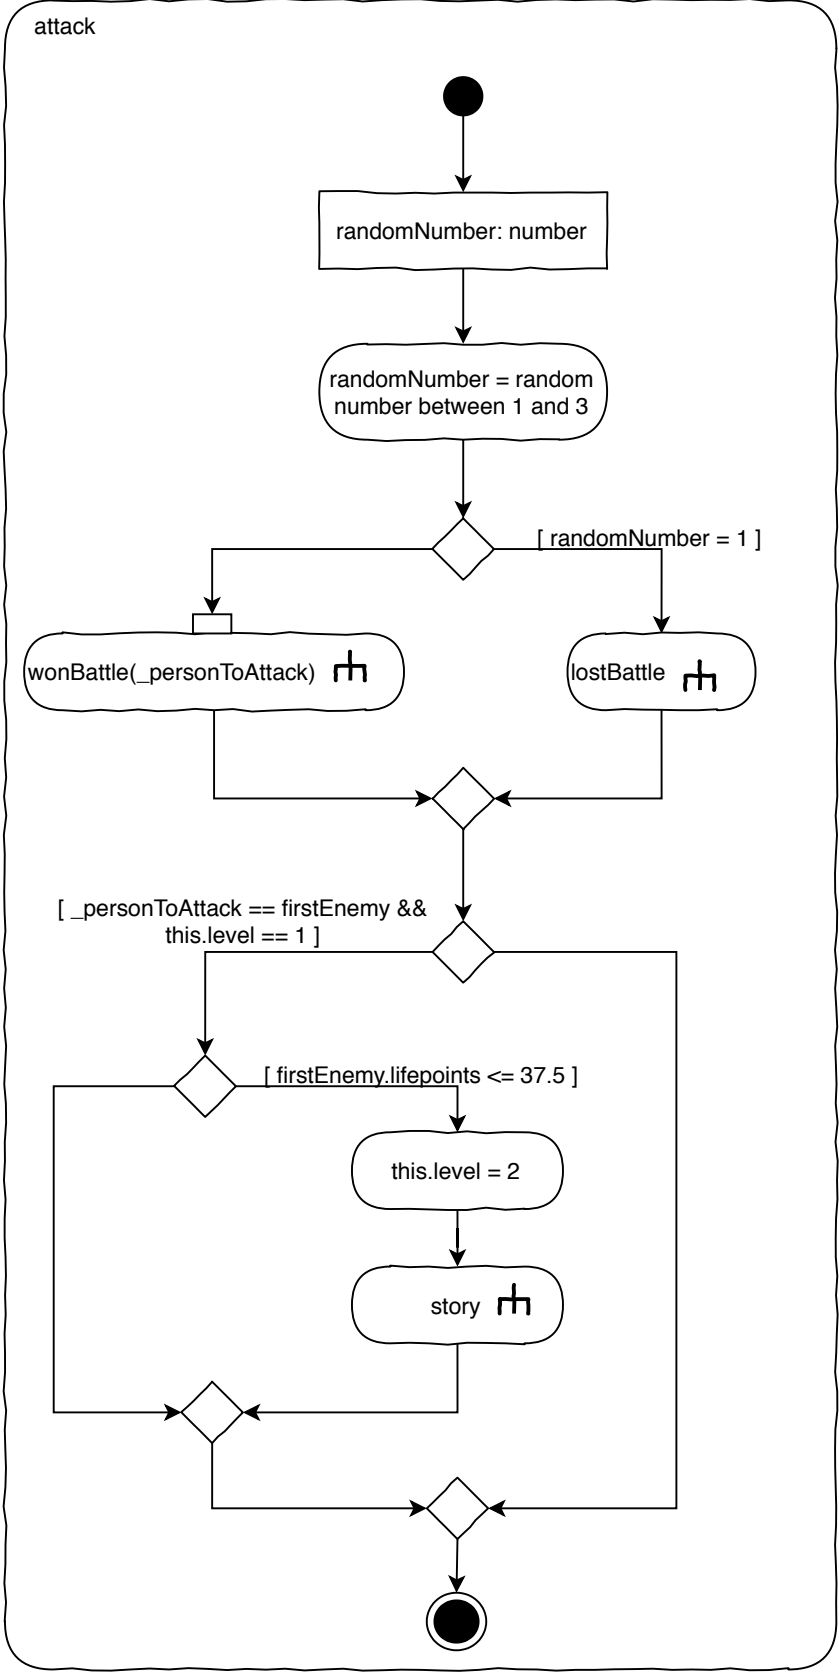 attack
randomNumber: number
randomNumber = random
number between 1 and 3
[ randomNumber = 1 ]
wonBattle(_personToAttack)
lostBattle
[ _personToAttack == firstEnemy &&
this.level == 1 ]
[ firstEnemy.lifepoints <= 37.5 ]
this.level = 2
story